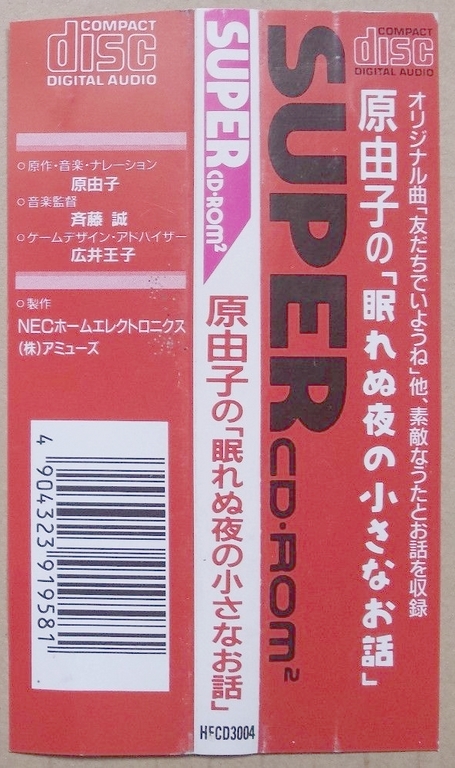 COMPACT
disc
DIGITAL AUDIO
○原作・音楽・ナレーション
原由子
○音楽監督
斉藤 誠
○ゲームデザイン・アドバイザー
広井王子
○製作
NECホームエレクトロニクス
(株)アミューズ
4 904323 919581
SUPER CD-ROM²
原由子の「眠れぬ夜の小さなお話」
HECD3004
SUPER CD・ROM²
COMPACT
disc
DIGITAL AUDIO
オリジナル曲「友だちでいようね」他、素敵なうたとお話を収録
原由子の「眠れぬ夜の小さなお話」